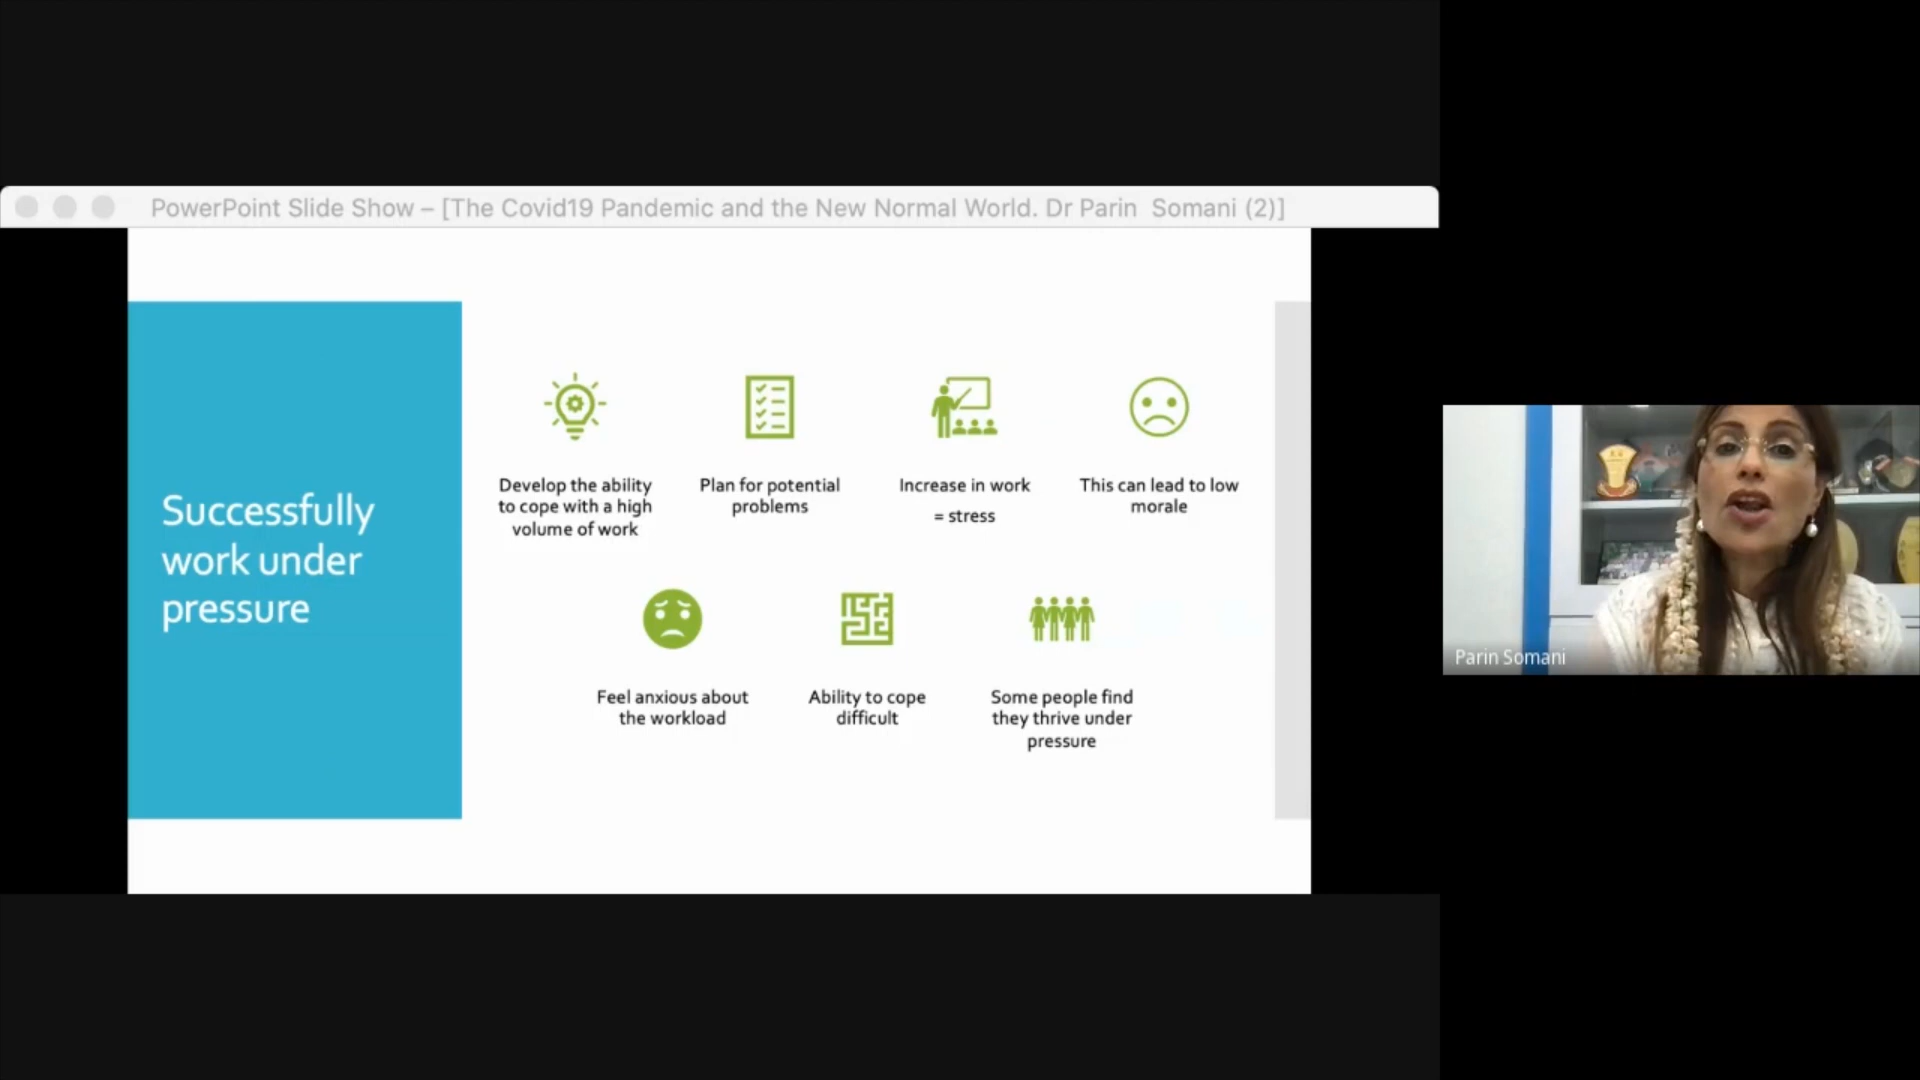 PowerPoint Slide Show – [The Covid19 Pandemic and the New Normal World. Dr Parin  Somani (2)]
Successfully
work under
pressure
Develop the ability
to cope with a high
volume of work
Plan for potential
problems
Increase in work
= stress
This can lead to low
morale
Feel anxious about
the workload
Ability to cope
difficult
Some people find
they thrive under
pressure
Parin Somani